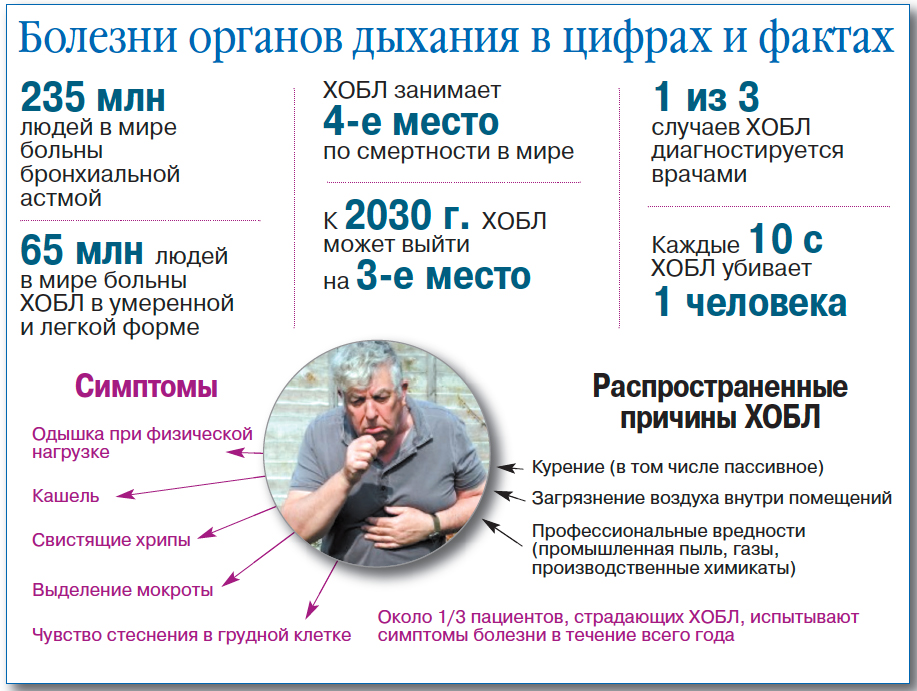 Болезни органов дыхания в цифрах и фактах
235 млн
людей в мире
больны
бронхиальной
астмой
65 млн людей
в мире больны
ХОБЛ в умеренной
и легкой форме
ХОБЛ занимает
4-е место
по смертности в мире
К 2030 г. ХОБЛ
может выйти
на 3-е место
1 из 3
случаев ХОБЛ
диагностируется
врачами
Каждые 10 с
ХОБЛ убивает
1 человека
Симптомы
Одышка при физической
нагрузке
Кашель
Свистящие хрипы
Выделение мокроты
Чувство стеснения в грудной клетке
Распространенные
причины ХОБЛ
Курение (в том числе пассивное)
Загрязнение воздуха внутри помещений
Профессиональные вредности
(промышленная пыль, газы,
производственные химикаты)
Около 1/3 пациентов, страдающих ХОБЛ, испытывают
симптомы болезни в течение всего года